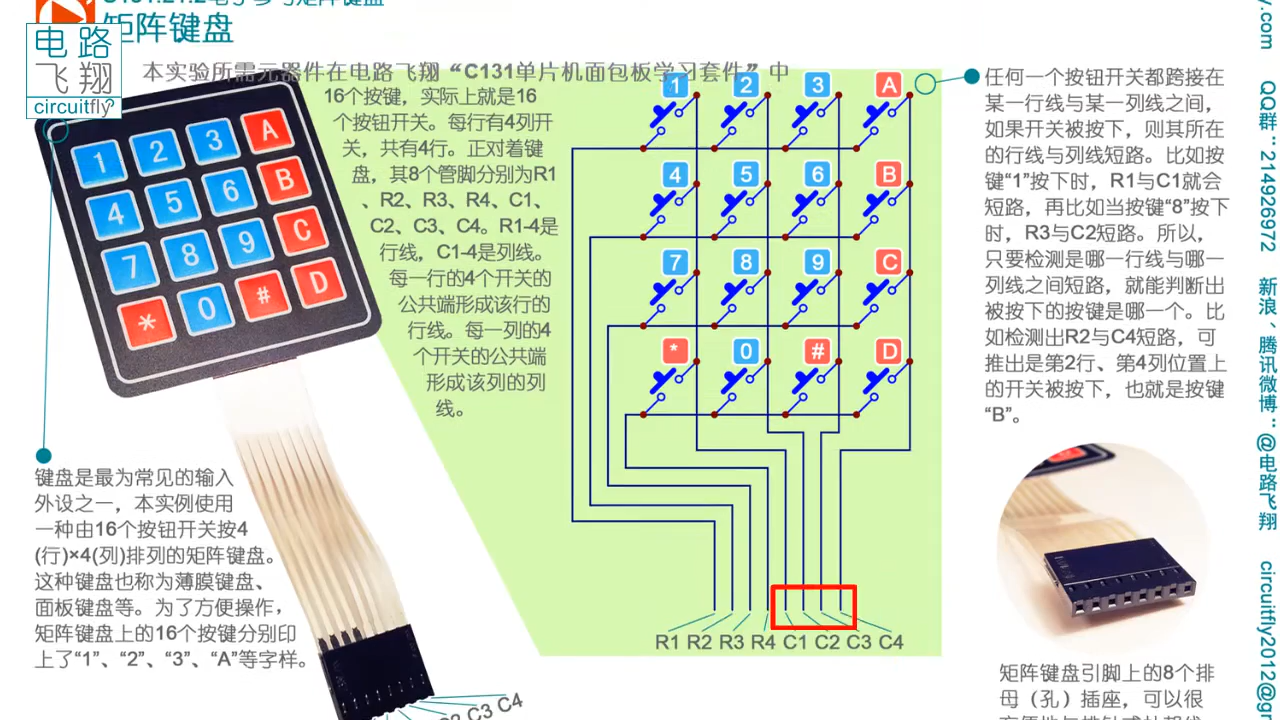 矩阵键盘
电路
飞翔
circuitfly?
本实验所需元器件在电路飞翔“C131单片机面包板学习套件”中
16个按键，实际上就是16
个按钮开关。每行有4列开
关，共有4行。正对着键
盘，其8个管脚分别为R1
、R2、R3、R4、C1、
C2、C3、C4。R1-4是
行线，C1-4是列线。
每一行的4个开关的
公共端形成该行的
行线。每一列的4
个开关的公共端
形成该列的列
线。
1 2 3 A
4 5 6 B
7 8 9 C
* 0 # D
1 2 3 A
4 5 6 B
7 8 9 C
* 0 # D
R1 R2 R3 R4 C1 C2 C3 C4
任何一个按钮开关都跨接在
某一行线与某一列线之间，
如果开关被按下，则其所在
的行线与列线短路。比如按
键“1”按下时，R1与C1就会
短路，再比如当按键“8”按下
时，R3与C2短路。所以，
只要检测是哪一行线与哪一
列线之间短路，就能判断出
被按下的按键是哪一个。比
如检测出R2与C4短路，可
推出是第2行、第4列位置上
的开关被按下，也就是按键
“B”。
键盘是最为常见的输入
外设之一，本实例使用
一种由16个按钮开关按4
(行)×4(列)排列的矩阵键盘。
这种键盘也称为薄膜键盘、
面板键盘等。为了方便操作，
矩阵键盘上的16个按键分别印
上了“1”、“2”、“3”、“A”等字样。
C3 C4
矩阵键盘引脚上的8个排
母（孔）插座，可以很
y.com QQ群：214926972 新浪、腾讯微博：@电路飞翔 circuitfly2012@g